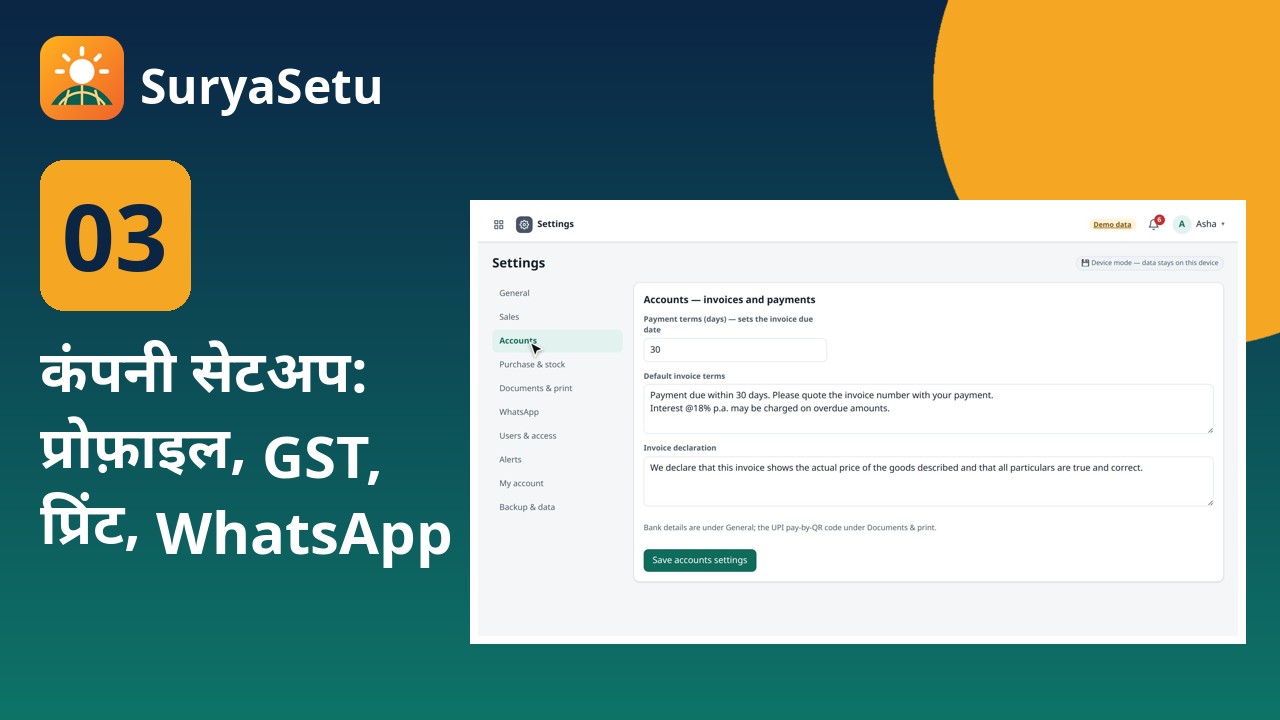 SuryaSetu
03
कंपनी सेटअप:
प्रोफ़ाइल, GST,
प्रिंट, WhatsApp
Settings
Demo data
6
A
Asha
Settings
💾 Device mode — data stays on this device
General
Sales
Accounts
Purchase & stock
Documents & print
WhatsApp
Users & access
Alerts
My account
Backup & data
Accounts — invoices and payments
Payment terms (days) — sets the invoice due
date
30
Default invoice terms
Payment due within 30 days. Please quote the invoice number with your payment.
Interest @18% p.a. may be charged on overdue amounts.
Invoice declaration
We declare that this invoice shows the actual price of the goods described and that all particulars are true and correct.
Bank details are under General; the UPI pay-by-QR code under Documents & print.
Save accounts settings